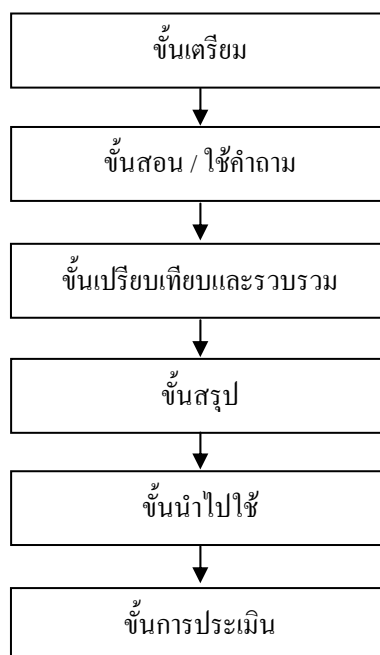 ขั้นเตรียม
ขั้นสอน / ใช้คำถาม
ขั้นเปรียบเทียบและรวบรวม
ขั้นสรุป
ขั้นนำไปใช้
ขั้นการประเมิน